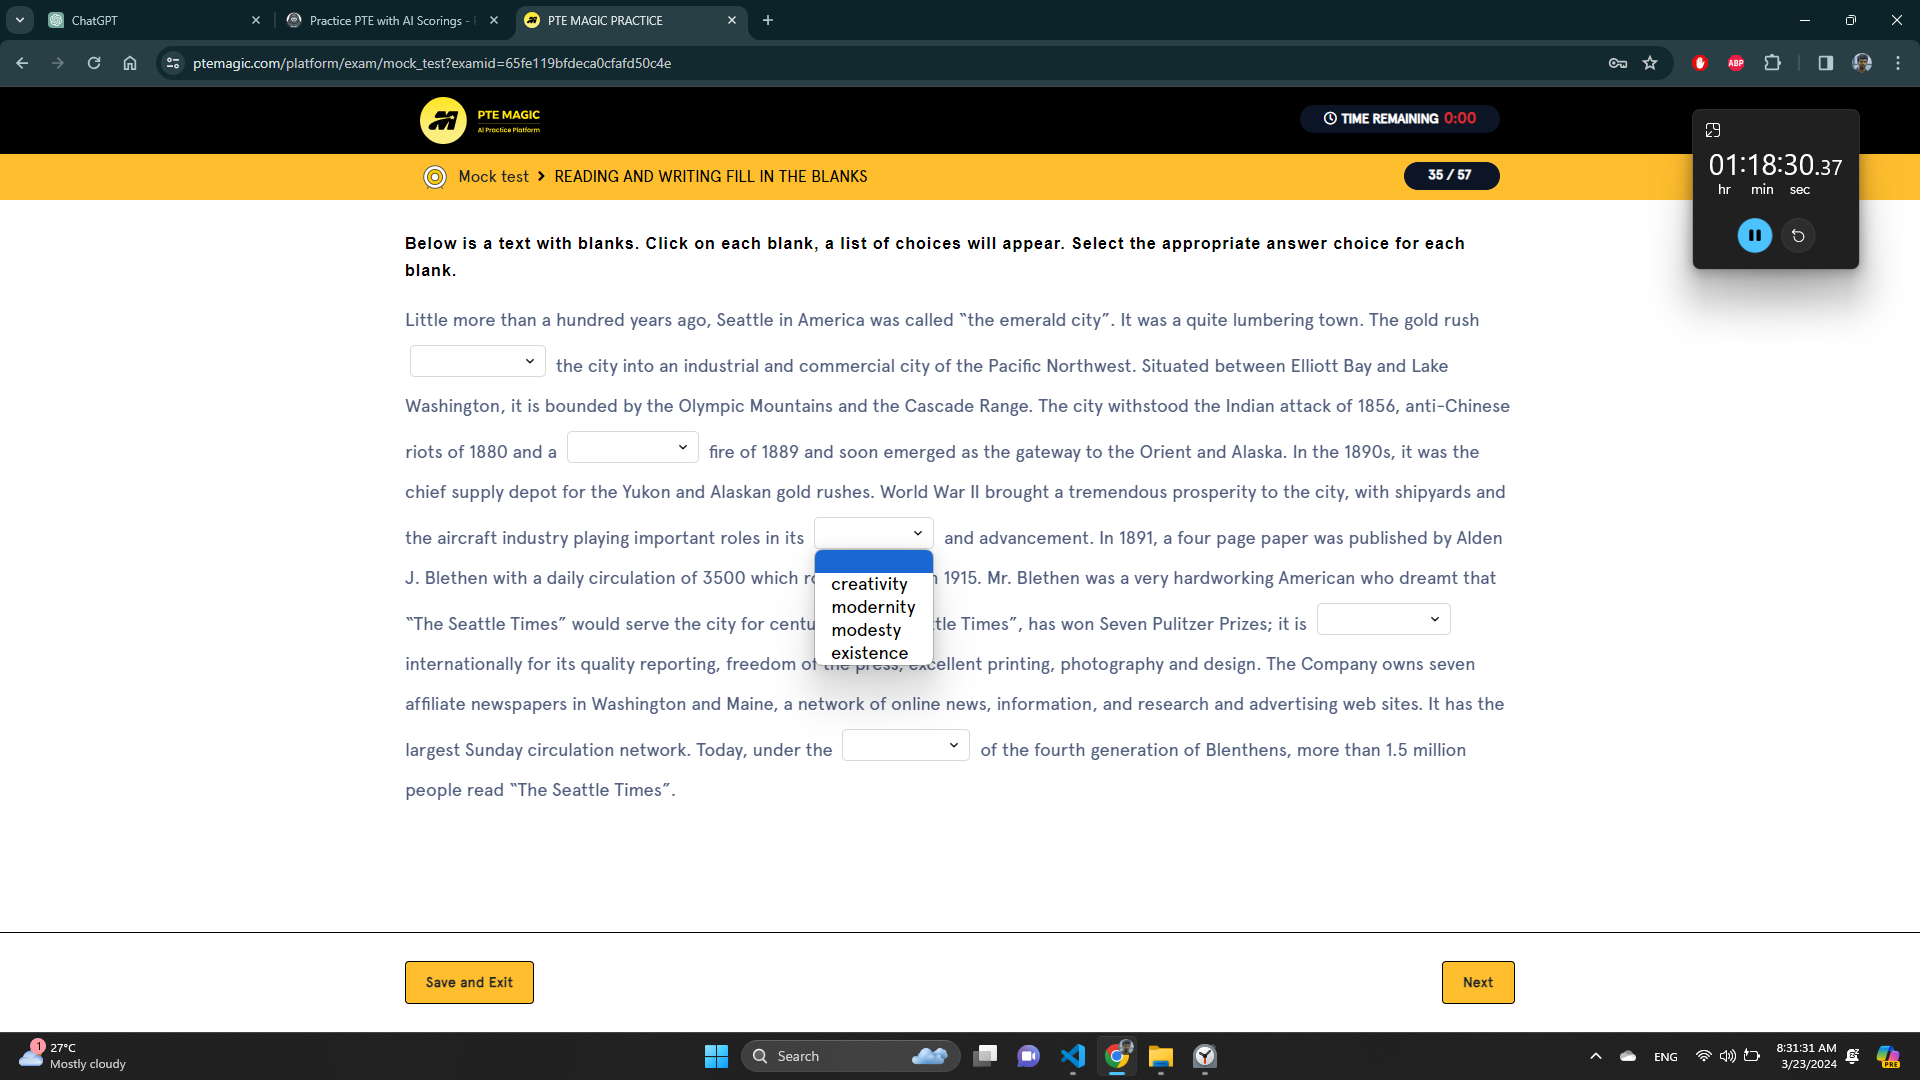 ChatGPT
Practice PTE with AI Scorings -
PTE MAGIC PRACTICE
ptemagic.com/platform/exam/mock_test?examid=65fe119bfdeca0cfafd50c4e
ABP
PTE MAGIC
AI Practice Platform
TIME REMAINING 0:00
01:18:30.37
hr min sec
Mock test > READING AND WRITING FILL IN THE BLANKS
35 / 57
Below is a text with blanks. Click on each blank, a list of choices will appear. Select the appropriate answer choice for each
blank.
Little more than a hundred years ago, Seattle in America was called “the emerald city”. It was a quite lumbering town. The gold rush
the city into an industrial and commercial city of the Pacific Northwest. Situated between Elliott Bay and Lake
Washington, it is bounded by the Olympic Mountains and the Cascade Range. The city withstood the Indian attack of 1856, anti-Chinese
riots of 1880 and a fire of 1889 and soon emerged as the gateway to the Orient and Alaska. In the 1890s, it was the
chief supply depot for the Yukon and Alaskan gold rushes. World War II brought a tremendous prosperity to the city, with shipyards and
the aircraft industry playing important roles in its and advancement. In 1891, a four page paper was published by Alden
J. Blethen with a daily circulation of 3500 which 1915. Mr. Blethen was a very hardworking American who dreamt that
“The Seattle Times” would serve the city for Times”, has won Seven Pulitzer Prizes; it is
internationally for its quality reporting, freedom of the press, excellent printing, photography and design. The Company owns seven
affiliate newspapers in Washington and Maine, a network of online news, information, and research and advertising web sites. It has the
largest Sunday circulation network. Today, under the of the fourth generation of Blenthens, more than 1.5 million
people read “The Seattle Times”.
creativity
modernity
modesty
existence
Save and Exit
Next
1
27°C
Mostly cloudy
Search
ENG
8:31:31 AM
3/23/2024
PRE